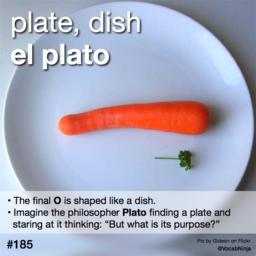 plate, dish
el plato
• The final O is shaped like a dish.
• Imagine the philosopher Plato finding a plate and
staring at it thinking: “But what is its purpose?”
#185
Pic by Gideon on Flickr
@VocabNinja